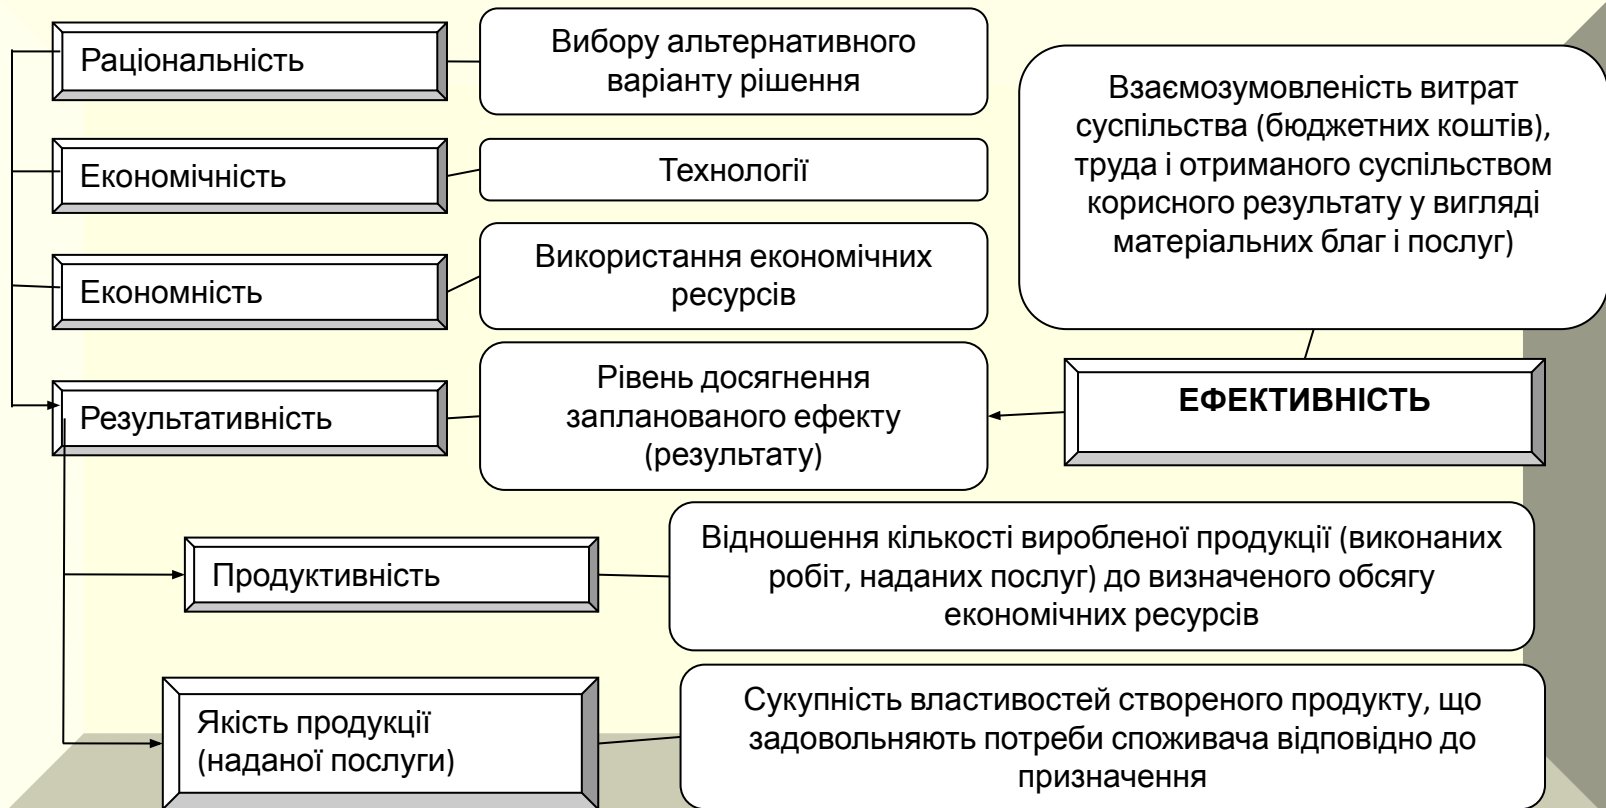 Раціональність
Вибору альтернативного
варіанту рішення
Економічність
Технології
Економність
Використання економічних
ресурсів
Взаємозумовленість витрат
суспільства (бюджетних коштів),
труда і отриманого суспільством
корисного результату у вигляді
матеріальних благ і послуг)
Результативність
Рівень досягнення
запланованого ефекту
(результату)
ЕФЕКТИВНІСТЬ
Продуктивність
Відношення кількості виробленої продукції (виконаних
робіт, наданих послуг) до визначеного обсягу
економічних ресурсів
Якість продукції
(наданої послуги)
Сукупність властивостей створеного продукту, що
задовольняють потреби споживача відповідно до
призначення